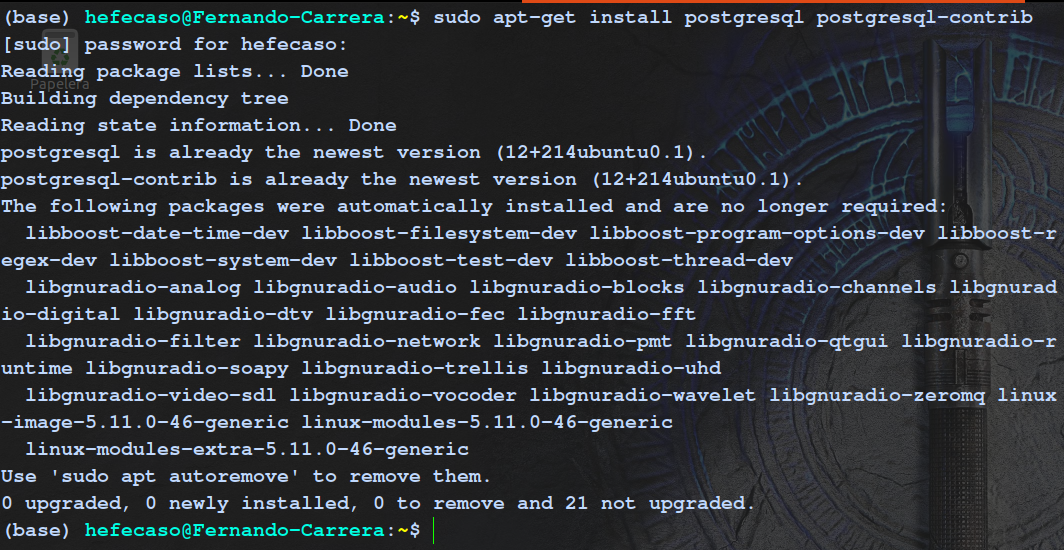 (base) hefecaso@Fernando-Carrera:~$ sudo apt-get install postgresql postgresql-contrib
[sudo] password for hefecaso:
Reading package lists... Done
Papelera
Building dependency tree
Reading state information... Done
postgresql is already the newest version (12+214ubuntu0.1).
postgresql-contrib is already the newest version (12+214ubuntu0.1).
The following packages were automatically installed and are no longer required:
  libboost-date-time-dev libboost-filesystem-dev libboost-program-options-dev libboost-r
egex-dev libboost-system-dev libboost-test-dev libboost-thread-dev
  libgnuradio-analog libgnuradio-audio libgnuradio-blocks libgnuradio-channels libgnurad
io-digital libgnuradio-dtv libgnuradio-fec libgnuradio-fft
  libgnuradio-filter libgnuradio-network libgnuradio-pmt libgnuradio-qtgui libgnuradio-r
untime libgnuradio-soapy libgnuradio-trellis libgnuradio-uhd
  libgnuradio-video-sdl libgnuradio-vocoder libgnuradio-wavelet libgnuradio-zeromq linux
-image-5.11.0-46-generic linux-modules-5.11.0-46-generic
  linux-modules-extra-5.11.0-46-generic
Use 'sudo apt autoremove' to remove them.
0 upgraded, 0 newly installed, 0 to remove and 21 not upgraded.
(base) hefecaso@Fernando-Carrera:~$